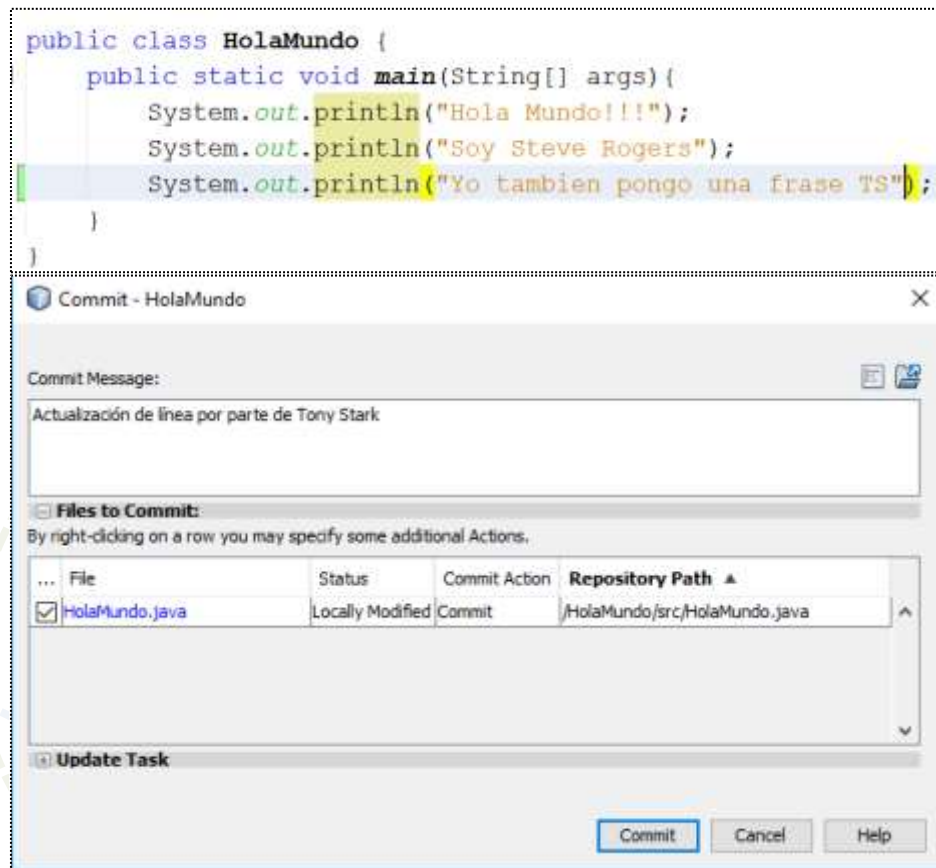 public class HolaMundo {
public static void main(String[] args){
System.out.println("Hola Mundo!!!");
System.out.println("Soy Steve Rogers");
System.out.println("Yo tambien pongo una frase TS");
}
}
Commit - HolaMundo
Commit Message:
Actualización de línea por parte de Tony Stark
Files to Commit:
By right-clicking on a row you may specify some additional Actions.
... File Status Commit Action Repository Path ▲
HolaMundo.java Locally Modified Commit /HolaMundo/src/HolaMundo.java
Update Task
Commit Cancel Help